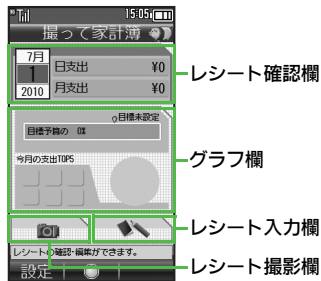 15:05
撮って家計簿
7月
1
2010
日支出 ¥0
月支出 ¥0
目標未設定
目標予算の 0%
今月の支出TOP5
レシートの確認・編集ができます。
設定
レシート確認欄
グラフ欄
レシート入力欄
レシート撮影欄